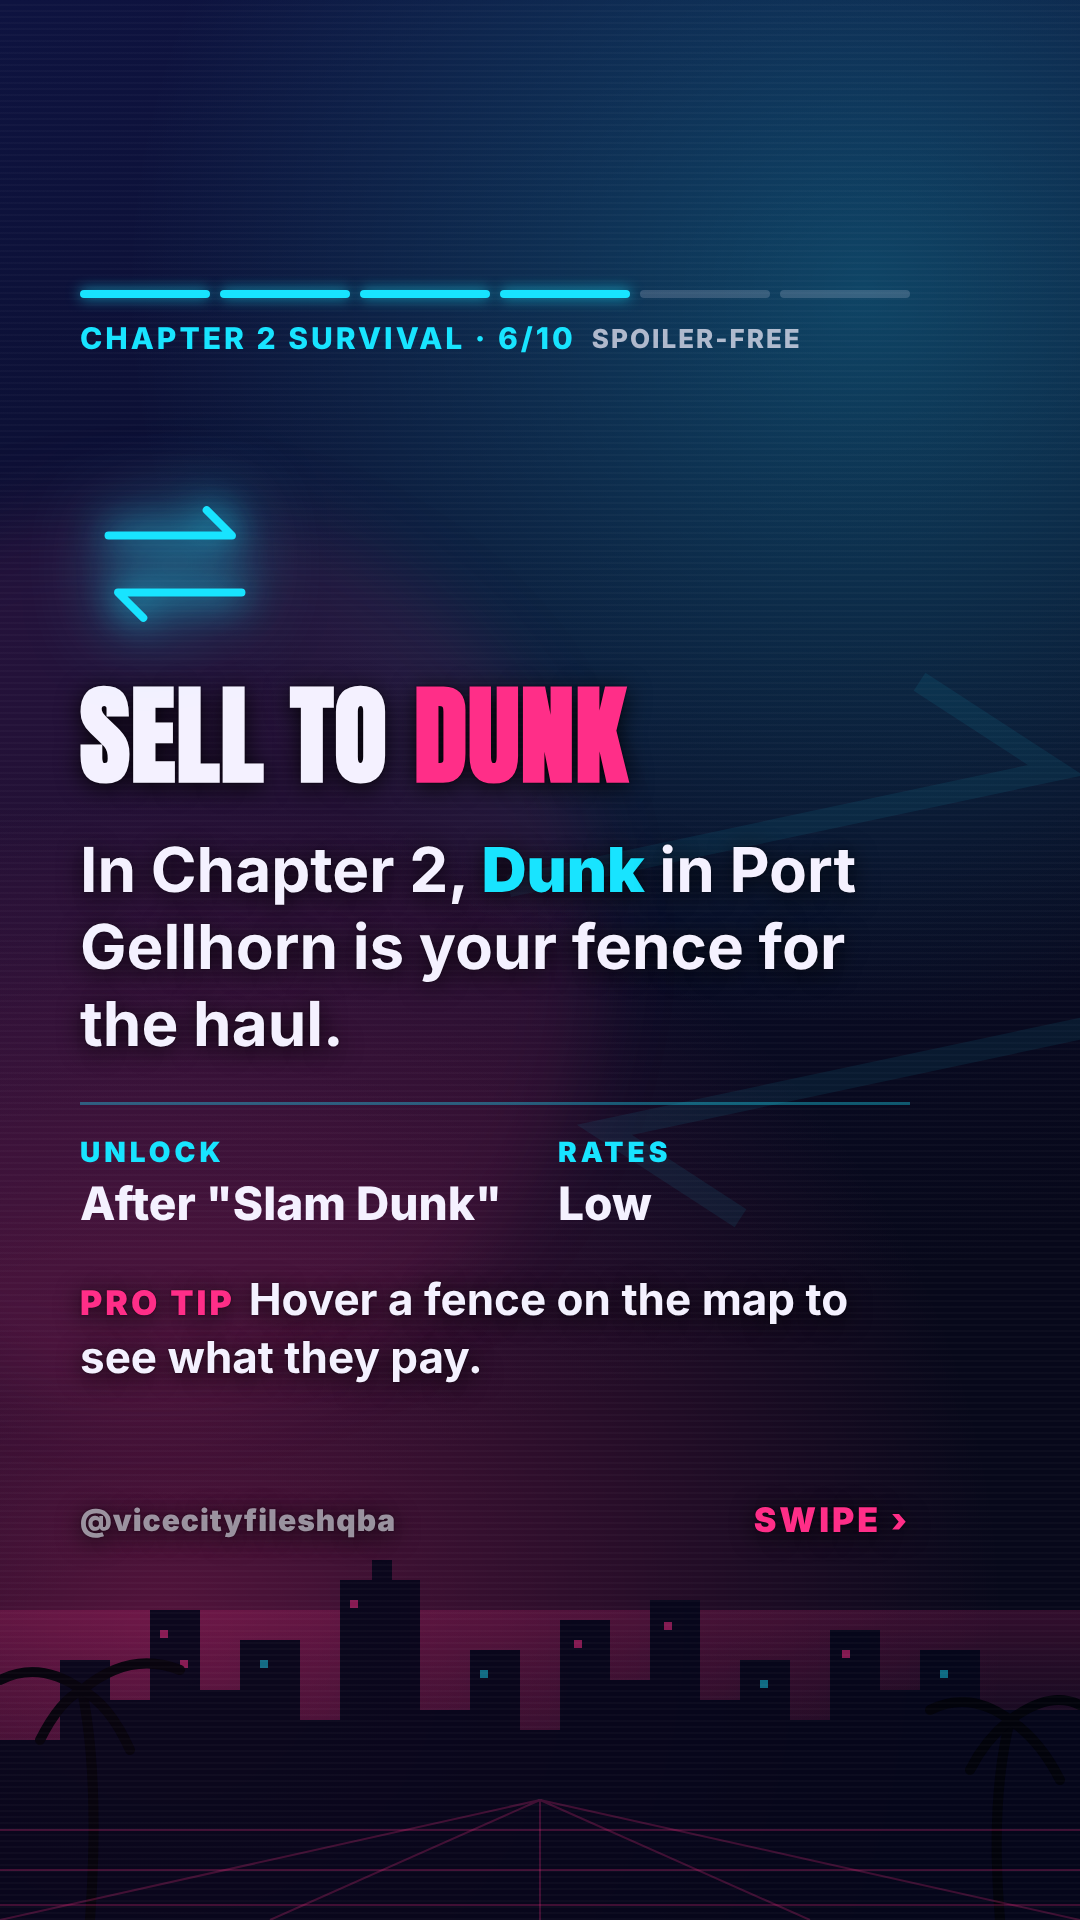 CHAPTER 2 SURVIVAL · 6/10 SPOILER-FREE
SELL TO DUNK
In Chapter 2, Dunk in Port
Gellhorn is your fence for
the haul.
UNLOCK
After "Slam Dunk"
RATES
Low
PRO TIP Hover a fence on the map to
see what they pay.
@vicecityfileshqba
SWIPE ›